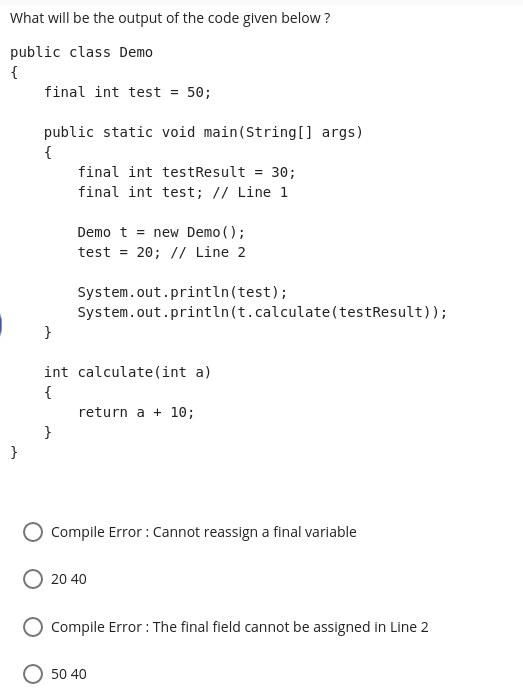 What will be the output of the code given below ?
public class Demo
{
    final int test = 50;

    public static void main(String[] args)
    {
        final int testResult = 30;
        final int test; // Line 1

        Demo t = new Demo();
        test = 20; // Line 2

        System.out.println(test);
        System.out.println(t.calculate(testResult));
    }

    int calculate(int a)
    {
        return a + 10;
    }
}
Compile Error : Cannot reassign a final variable
20 40
Compile Error : The final field cannot be assigned in Line 2
50 40